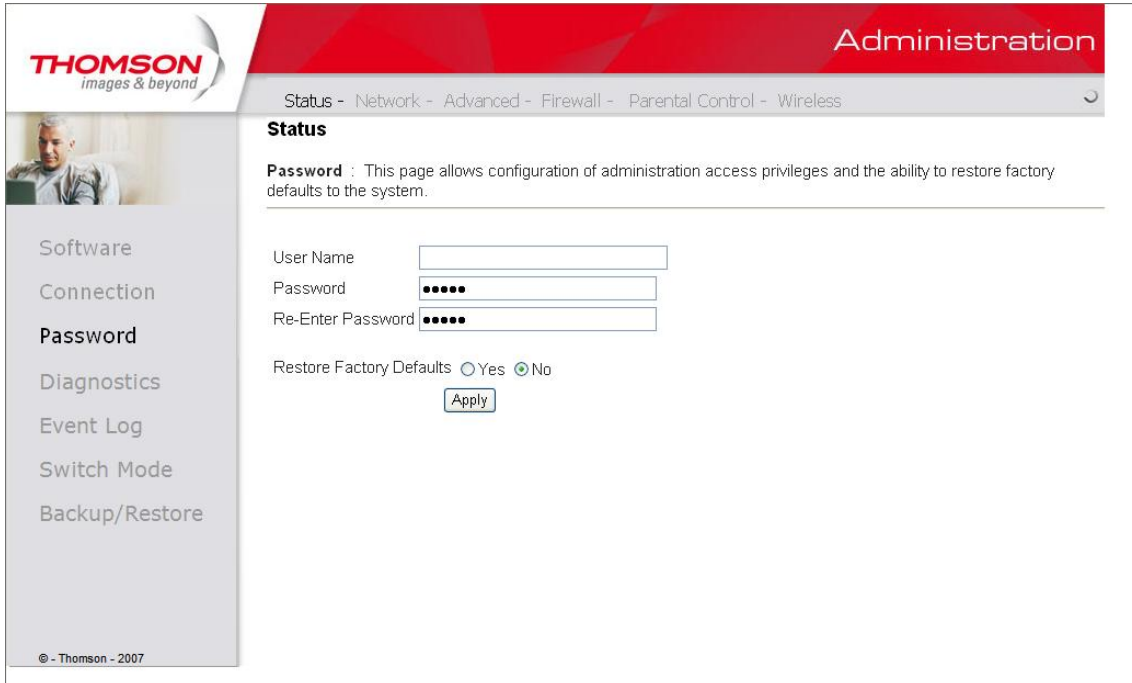 THOMSON
images & beyond
Administration
Status - Network - Advanced - Firewall - Parental Control - Wireless
Status
Password : This page allows configuration of administration access privileges and the ability to restore factory
defaults to the system.
Software
Connection
Password
Diagnostics
Event Log
Switch Mode
Backup/Restore
User Name
Password •••••
Re-Enter Password •••••
Restore Factory Defaults Yes No
Apply
© - Thomson - 2007